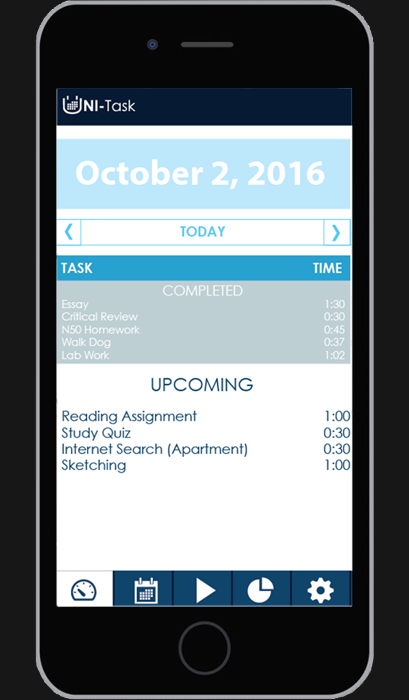 UNI-Task
October 2, 2016
TODAY
TASK TIME
COMPLETED
Essay 1:30
Critical Review 0:30
N50 Homework 0:45
Walk Dog 0:37
Lab Work 1:02
UPCOMING
Reading Assignment 1:00
Study Quiz 0:30
Internet Search (Apartment) 0:30
Sketching 1:00